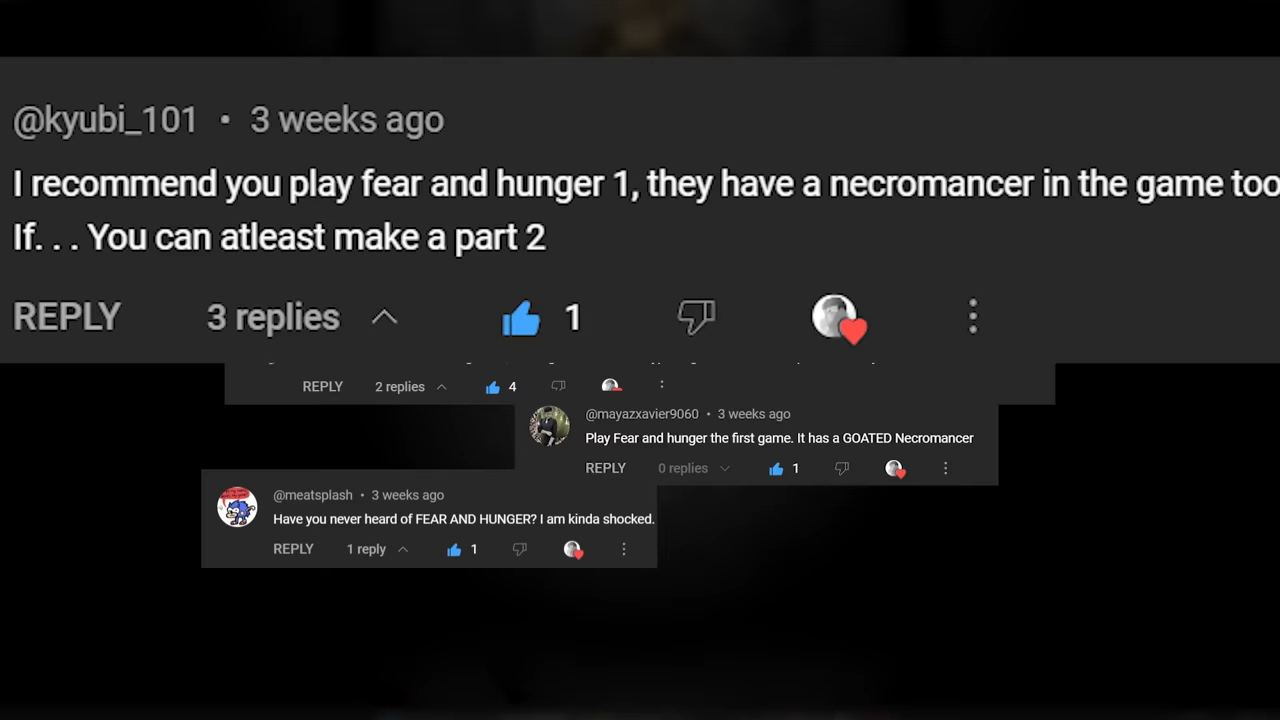 @kyubi_101 • 3 weeks ago
I recommend you play fear and hunger 1, they have a necromancer in the game too
If. . . You can atleast make a part 2
REPLY 3 replies 1
REPLY 2 replies 4
@mayazxavier9060 • 3 weeks ago
Play Fear and hunger the first game. It has a GOATED Necromancer
REPLY 0 replies 1
@meatsplash • 3 weeks ago
Have you never heard of FEAR AND HUNGER? I am kinda shocked.
REPLY 1 reply 1